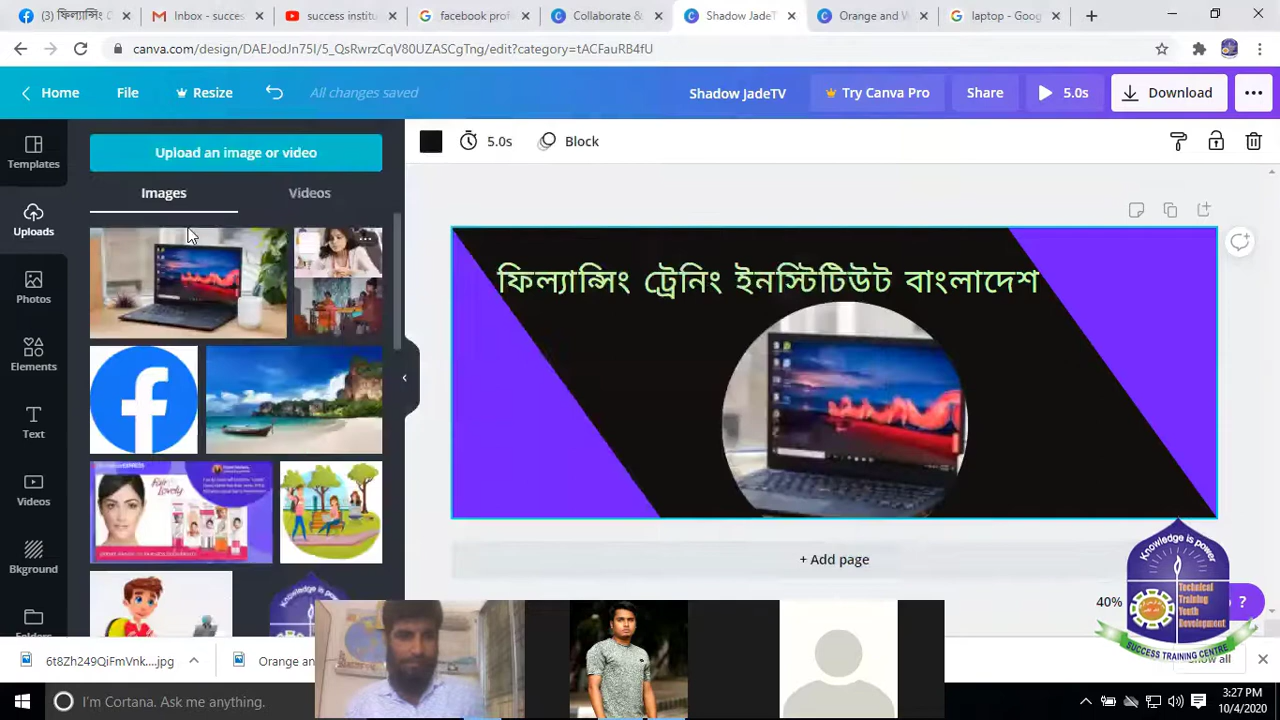 (3) ফিল্যান্সিং C
Inbox - succes
success institu
facebook prof
Collaborate &
Shadow JadeTV
Orange and W
laptop - Goog
canva.com/design/DAEJodJn75I/5_QsRwrzCqV80UZASCgTng/edit?category=tACFauRB4fU
Home
File
Resize
All changes saved
Shadow JadeTV
Try Canva Pro
Share
5.0s
Download
Templates
Upload an image or video
5.0s
Block
Images
Videos
Uploads
Photos
Elements
Text
Videos
Bkground
Folders
ফিল্যান্সিং ট্রেনিং ইনস্টিটিউট বাংলাদেশ
+ Add page
40%
?
Knowledge is power
Technical
Training
Youth
Development
SUCCESS TRAINING CENTRE
6t8Zh249QiFmVnk....jpg
Orange an
Show all
I'm Cortana. Ask me anything.
3:27 PM
10/4/2020